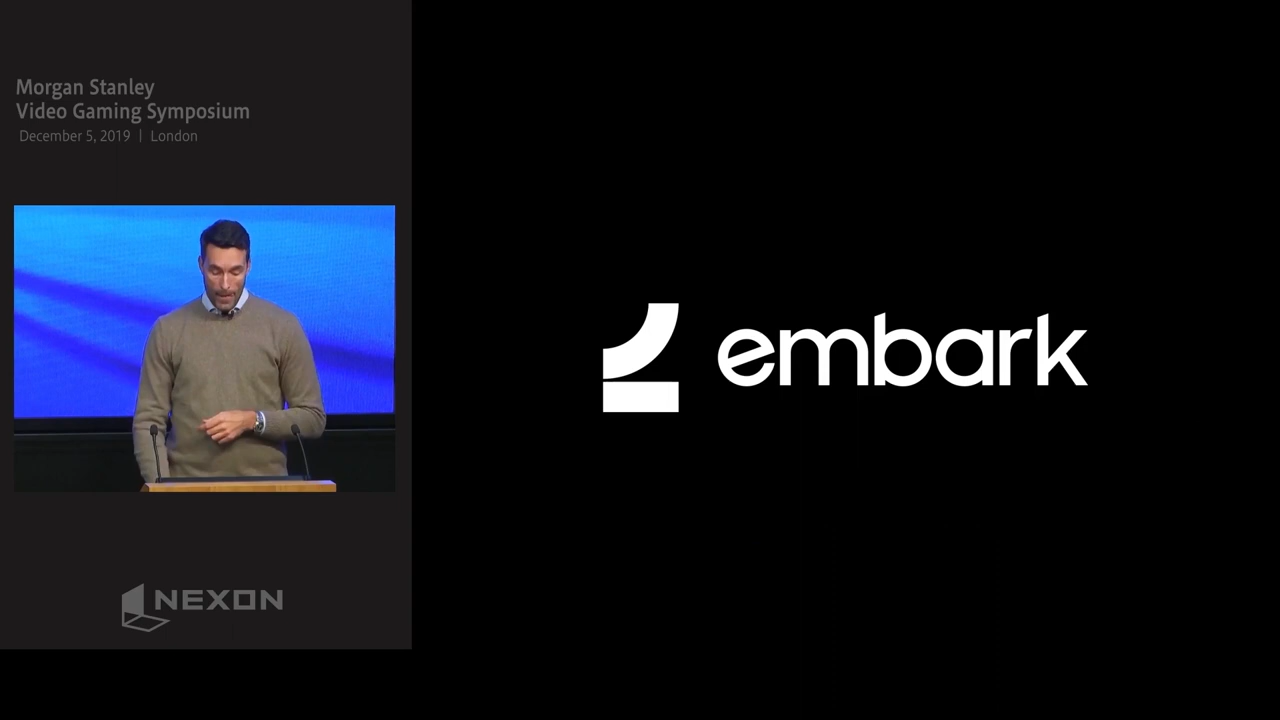 Morgan Stanley
Video Gaming Symposium
December 5, 2019 | London
embark
NEXON